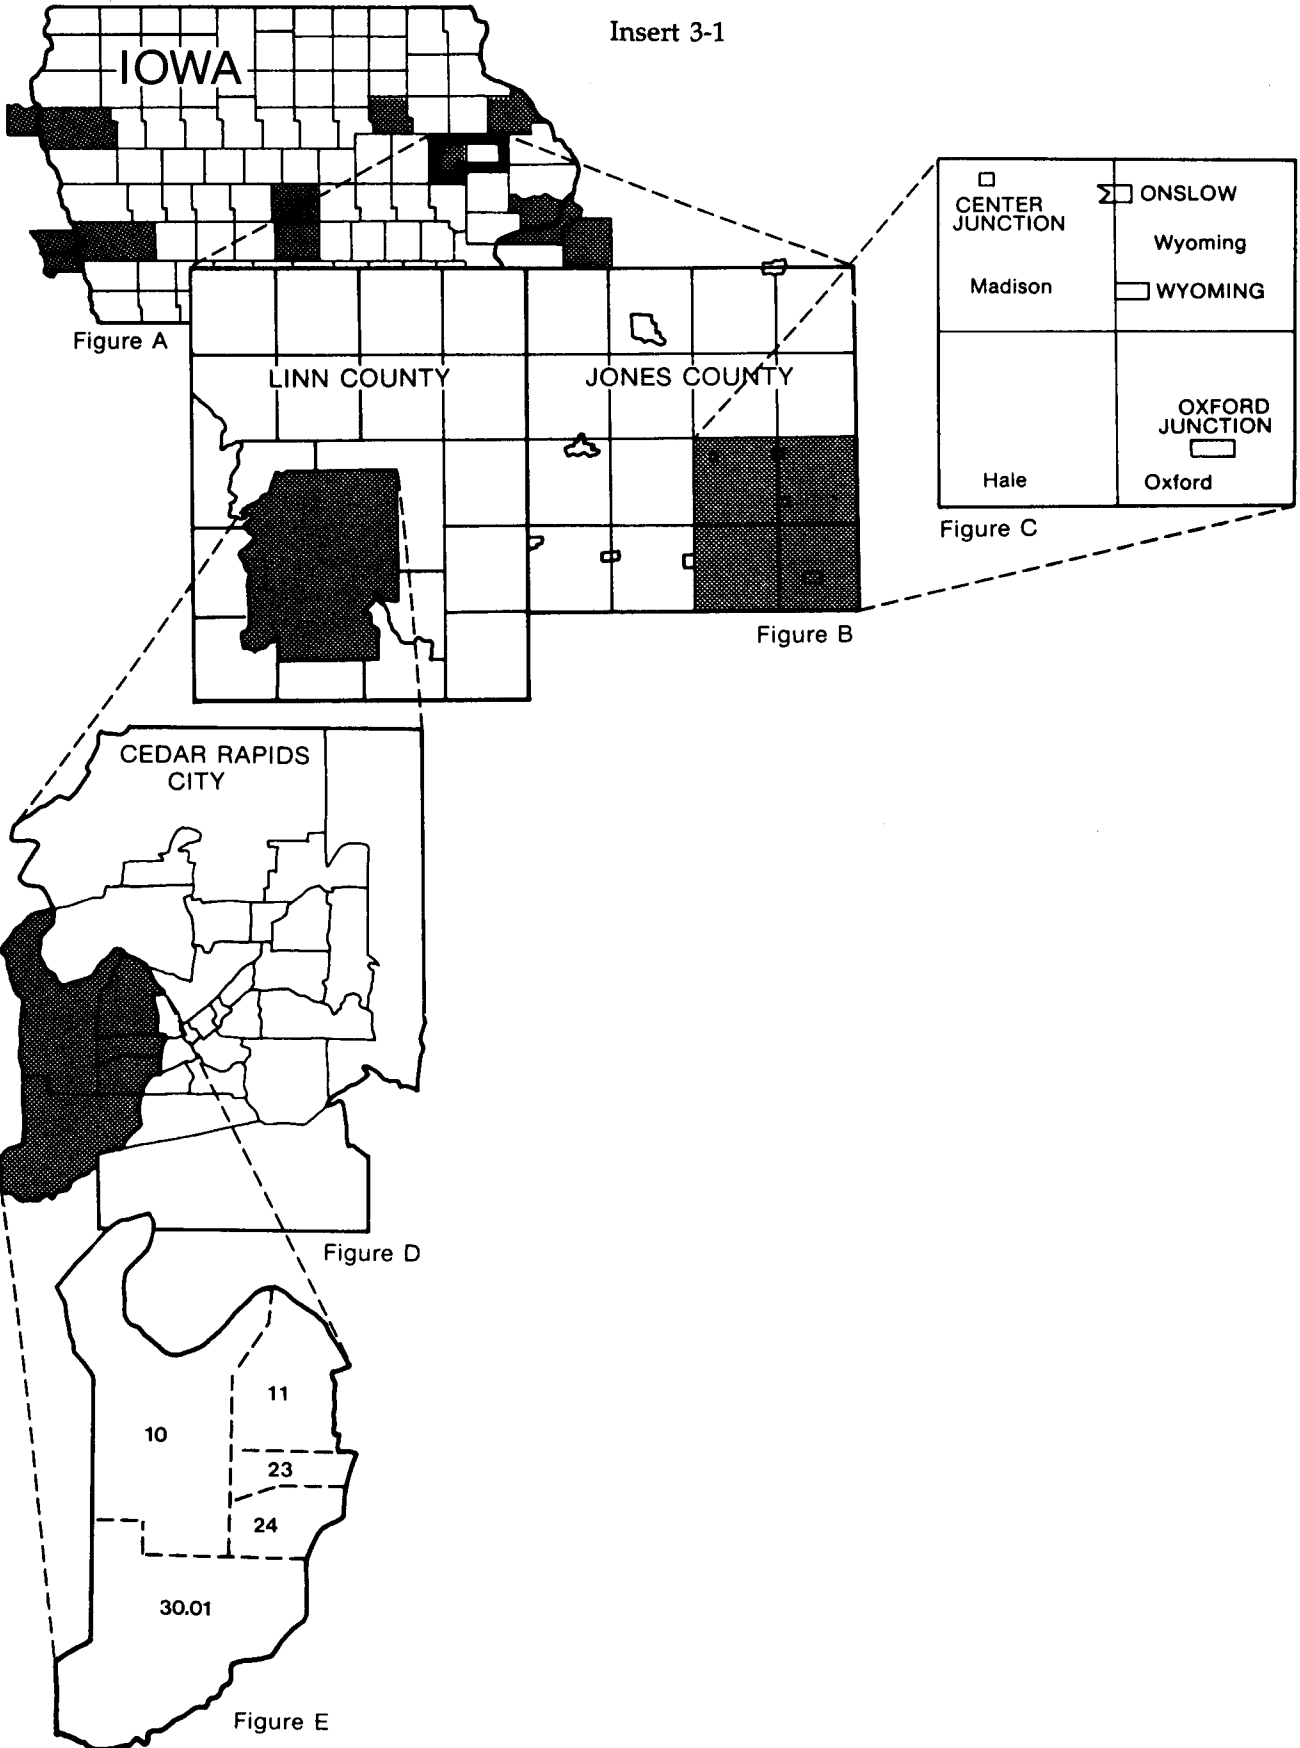 Insert 3-1
IOWA
Figure A
LINN COUNTY
JONES COUNTY
Figure B
CENTER
JUNCTION
ONSLOW
Wyoming
Madison
WYOMING
OXFORD
JUNCTION
Hale
Oxford
Figure C
CEDAR RAPIDS
CITY
Figure D
11
10
23
24
30.01
Figure E